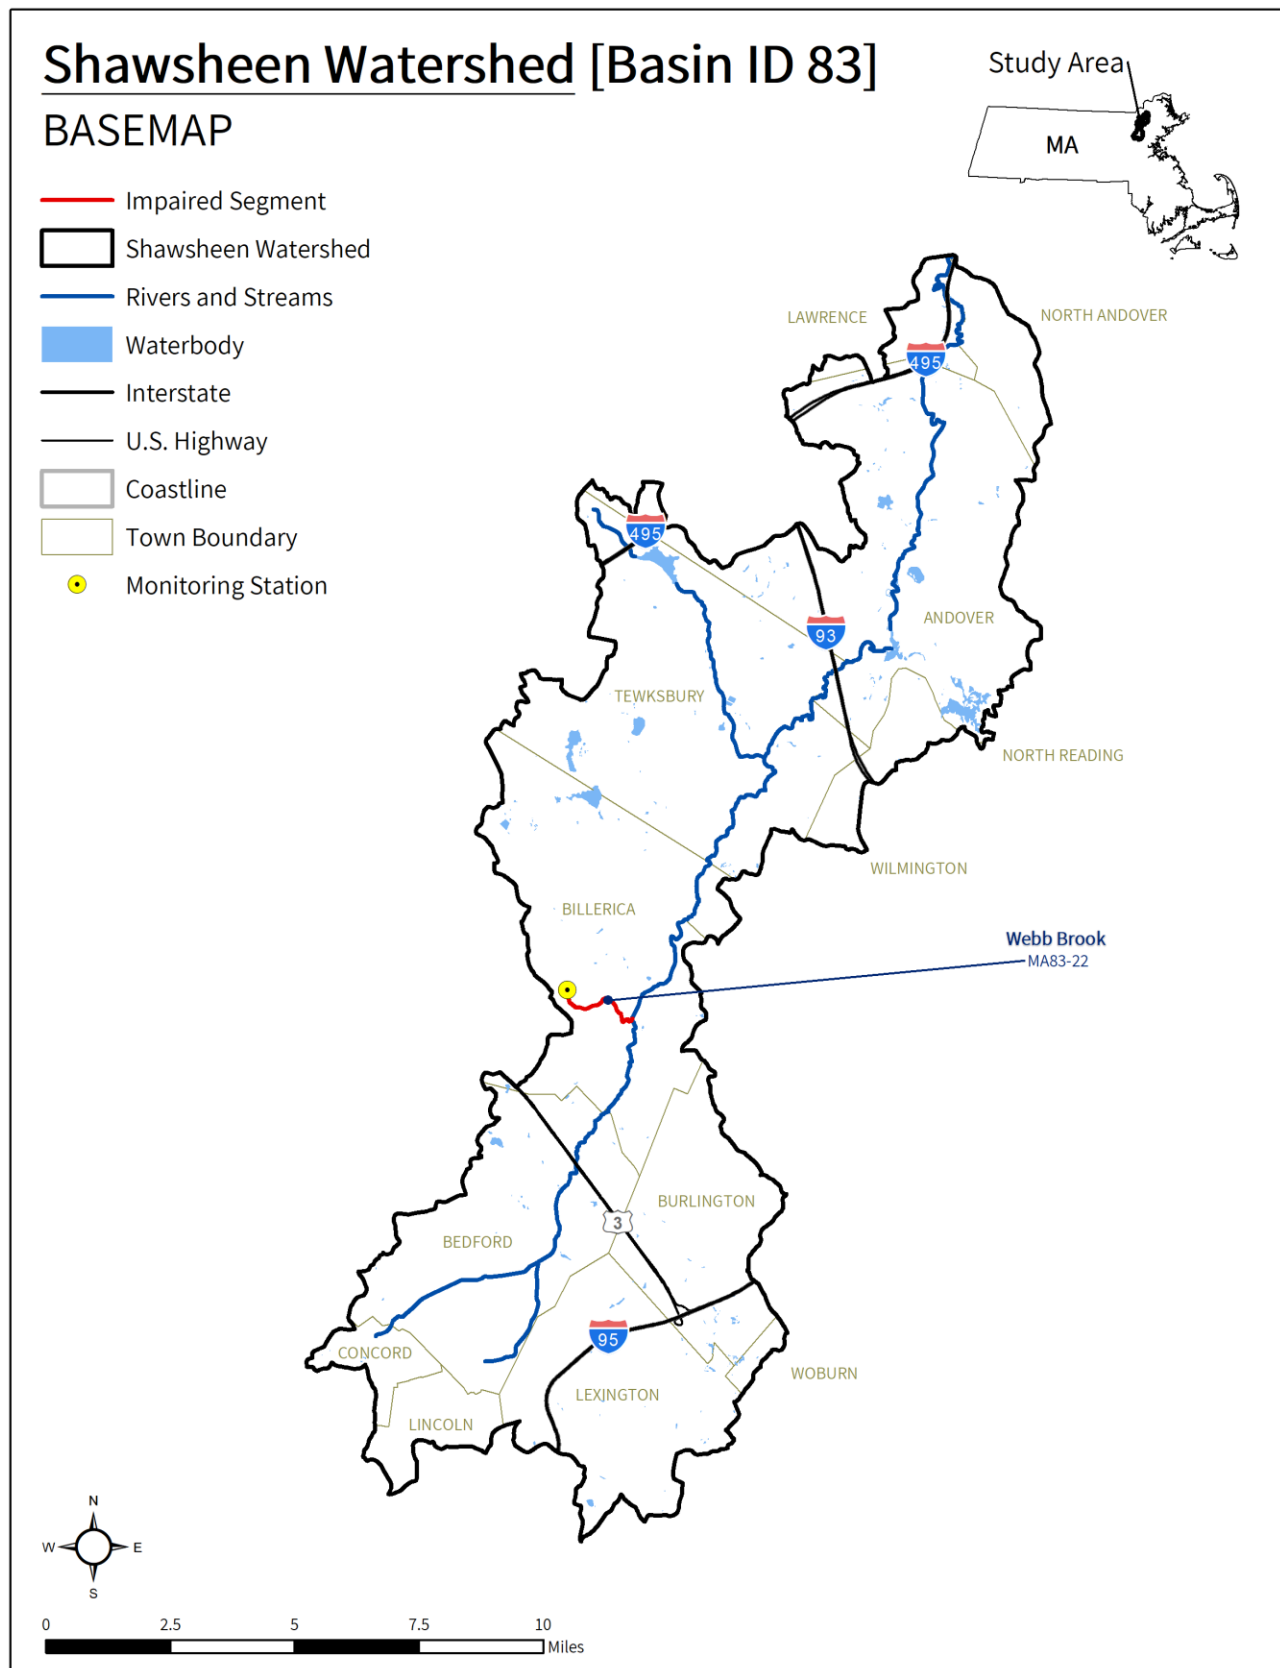 Shawsheen Watershed [Basin ID 83]
BASEMAP
Study Area
MA
Impaired Segment
Shawsheen Watershed
Rivers and Streams
Waterbody
Interstate
U.S. Highway
Coastline
Town Boundary
Monitoring Station
LAWRENCE
NORTH ANDOVER
495
495
93
ANDOVER
TEWKSBURY
NORTH READING
WILMINGTON
BILLERICA
Webb Brook
MA83-22
BURLINGTON
3
BEDFORD
95
CONCORD
WOBURN
LEXINGTON
LINCOLN
N
W E
S
0 2.5 5 7.5 10
Miles